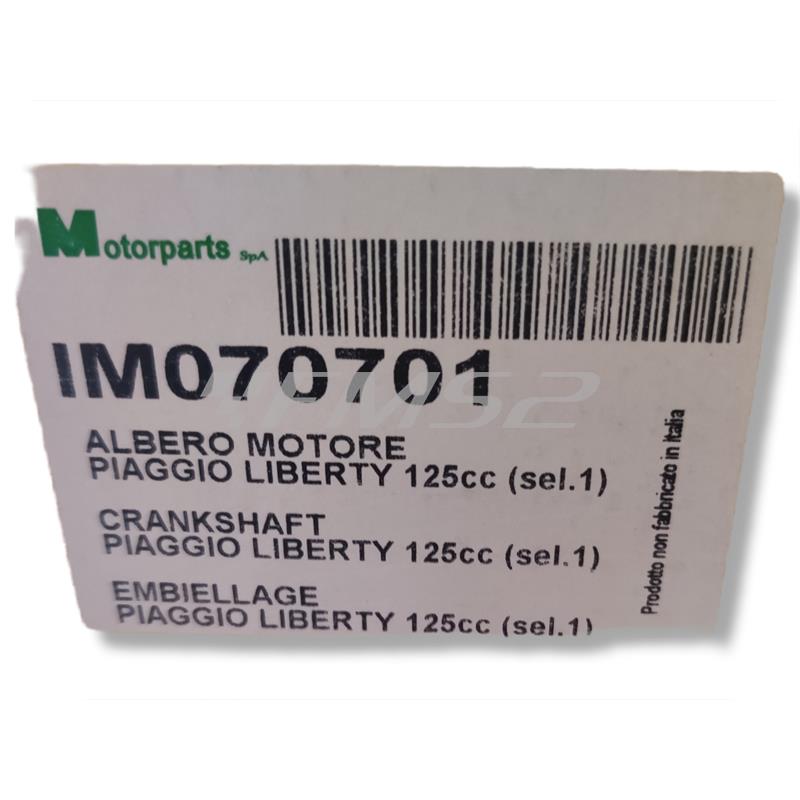 Motorparts SpA
IM070701
ALBERO MOTORE
PIAGGIO LIBERTY 125cc (sel.1)
CRANKSHAFT
PIAGGIO LIBERTY 125cc (sel.1)
EMBIELLAGE
PIAGGIO LIBERTY 125cc (sel.1)
Prodotto non fabbricato in Italia